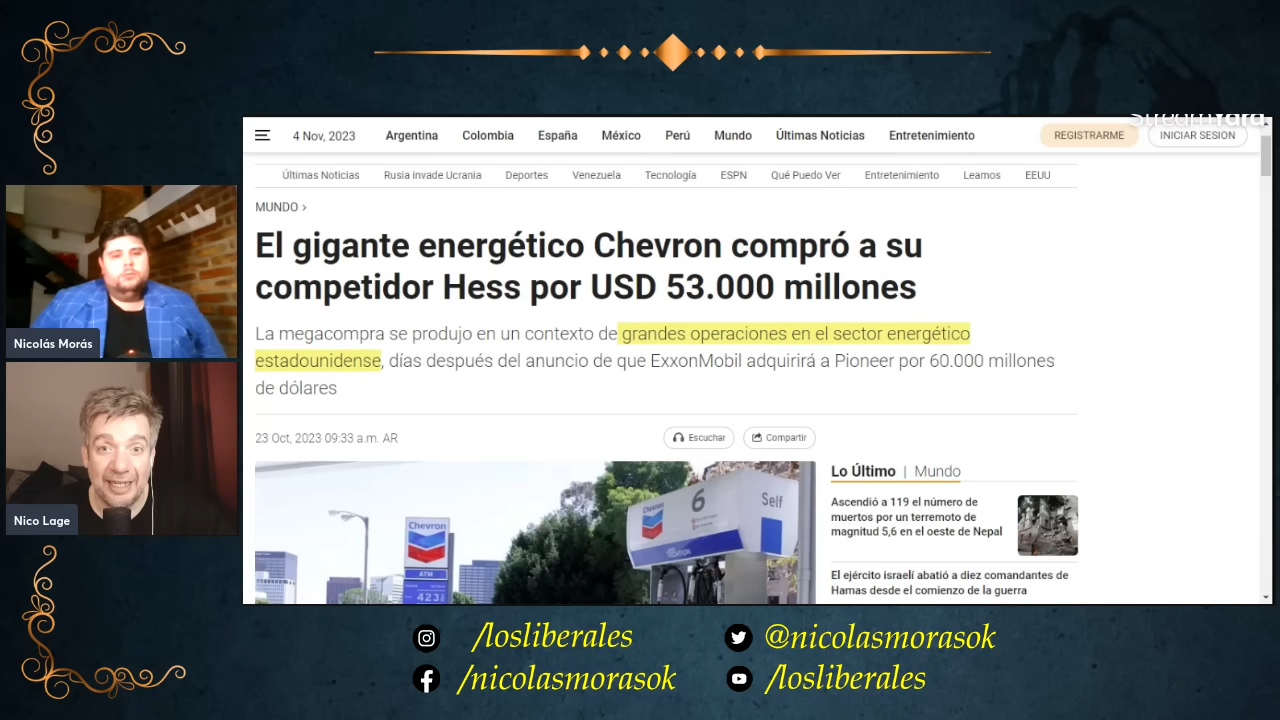 StreamYard
4 Nov, 2023 Argentina Colombia España México Perú Mundo Últimas Noticias Entretenimiento REGISTRARME INICIAR SESION
Últimas Noticias Rusia invade Ucrania Deportes Venezuela Tecnología ESPN Qué Puedo Ver Entretenimiento Leamos EEUU
MUNDO >
El gigante energético Chevron compró a su
competidor Hess por USD 53.000 millones
La megacompra se produjo en un contexto de grandes operaciones en el sector energético
estadounidense, días después del anuncio de que ExxonMobil adquirirá a Pioneer por 60.000 millones
de dólares
23 Oct, 2023 09:33 a.m. AR
Escuchar
Compartir
Chevron
ATM
423
Chevron
6
Self
Lo Último | Mundo
Ascendió a 119 el número de
muertos por un terremoto de
magnitud 5,6 en el oeste de Nepal
El ejército israelí abatió a diez comandantes de
Hamas desde el comienzo de la guerra
Nicolás Morás
Nico Lage
/losliberales
@nicolasmorasok
/nicolasmorasok
/losliberales